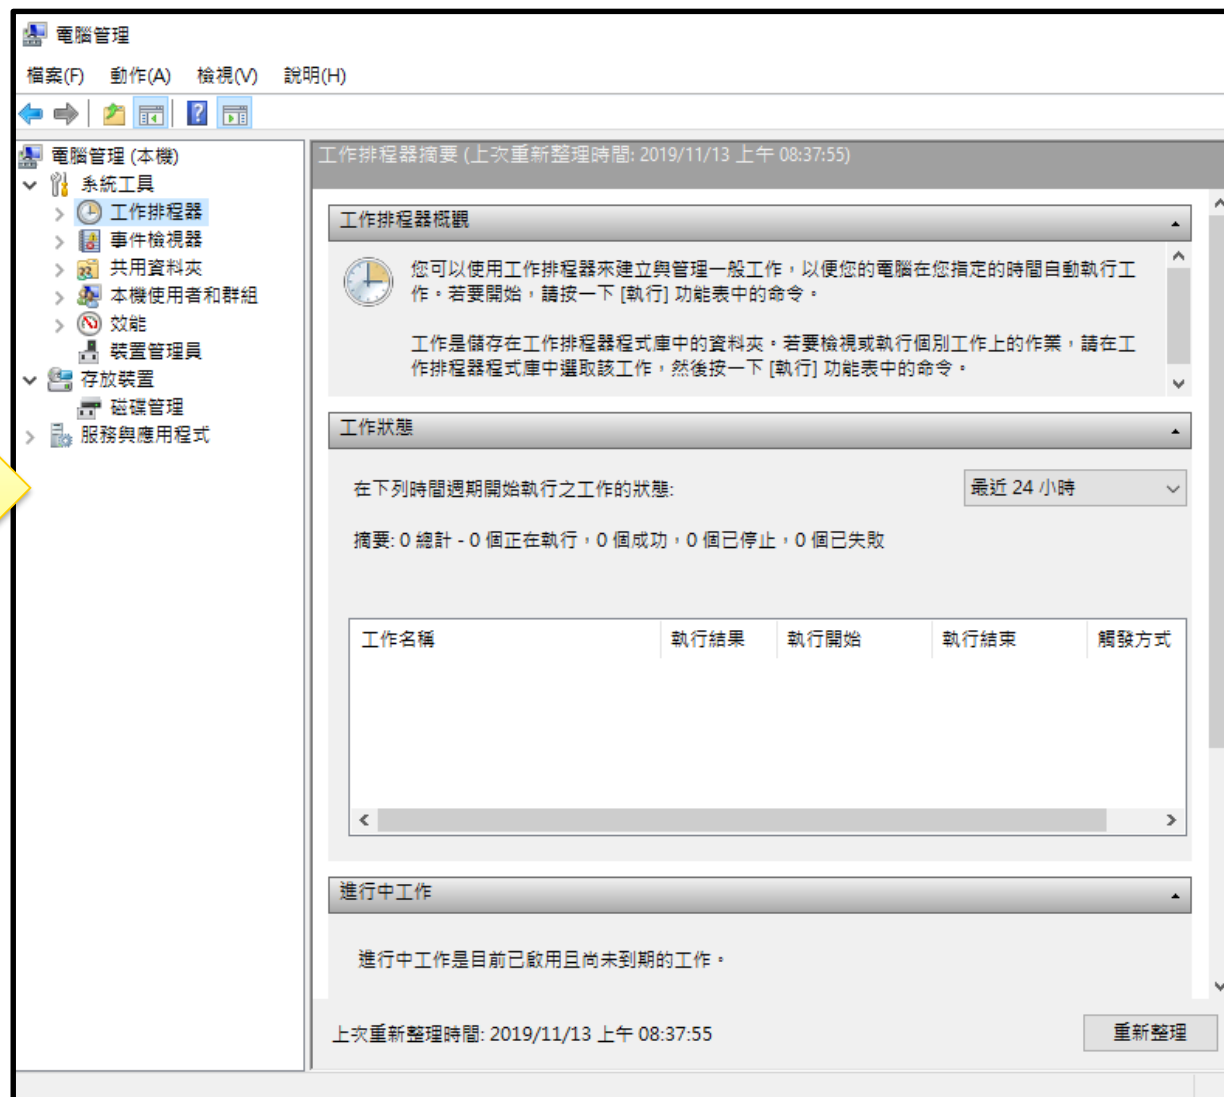 電腦管理
檔案(F) 動作(A) 檢視(V) 說明(H)
電腦管理 (本機)
系統工具
工作排程器
事件檢視器
共用資料夾
本機使用者和群組
效能
裝置管理員
存放裝置
磁碟管理
服務與應用程式
工作排程器摘要 (上次重新整理時間: 2019/11/13 上午 08:37:55)
工作排程器概觀
您可以使用工作排程器來建立與管理一般工作，以便您的電腦在您指定的時間自動執行工
作。若要開始，請按一下 [執行] 功能表中的命令。
工作是儲存在工作排程器程式庫中的資料夾。若要檢視或執行個別工作上的作業，請在工
作排程器程式庫中選取該工作，然後按一下 [執行] 功能表中的命令。
工作狀態
在下列時間週期開始執行之工作的狀態: 最近 24 小時
摘要: 0 總計 - 0 個正在執行，0 個成功，0 個已停止，0 個已失敗
工作名稱 執行結果 執行開始 執行結束 觸發方式
進行中工作
進行中工作是目前已啟用且尚未到期的工作。
上次重新整理時間: 2019/11/13 上午 08:37:55 重新整理